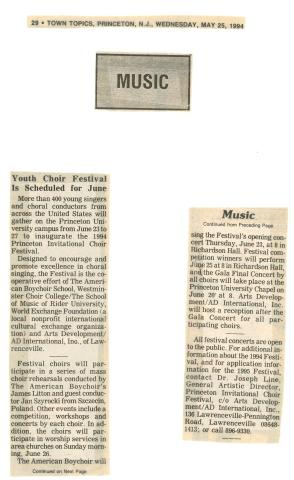 29 • TOWN TOPICS, PRINCETON, N.J., WEDNESDAY, MAY 25, 1994
MUSIC
Youth Choir Festival
Is Scheduled for June
More than 400 young singers
and choral conductors from
across the United States will
gather on the Princeton Uni-
versity campus from June 23 to
27 to inaugurate the 1994
Princeton Invitational Choir
Festival.
Designed to encourage and
promote excellence in choral
singing, the Festival is the co-
operative effort of The Ameri-
can Boychoir School, Westmin-
ster Choir College/The School
of Music of Rider University,
World Exchange Foundation (a
local nonprofit international
cultural exchange organiza-
tion) and Arts Development/
AD International, Inc., of Law-
renceville.
Festival choirs will par-
ticipate in a series of mass
choir rehearsals conducted by
The American Boychoir's
James Litton and guest conduc-
tor Jan Szyrocki from Szczecin,
Poland. Other events include a
competition, workshops and
concerts by each choir. In ad-
dition, the choirs will par-
ticipate in worship services in
area churches on Sunday morn-
ing, June 26.
The American Boychoir will
Continued on Next Page
Music
Continued from Preceding Page
sing the Festival's opening con-
cert Thursday, June 23, at 8 in
Richardson Hall. Festival com-
petition winners will perform
June 25 at 8 in Richardson Hall,
and the Gala Final Concert by
all choirs will take place at the
Princeton University Chapel on
June 26 at 8. Arts Develop-
ment/AD International, Inc.
will host a reception after the
Gala Concert for all par-
ticipating choirs.
All festival concerts are open
to the public. For additional in-
formation about the 1994 Festi-
val, and for application infor-
mation for the 1995 Festival,
contact Dr. Joseph Line,
General Artistic Director,
Princeton Invitational Choir
Festival, c/o Arts Develop-
ment/AD International, Inc.,
136 Lawrenceville-Pennington
Road, Lawrenceville 08648-
1413; or call 896-9330.